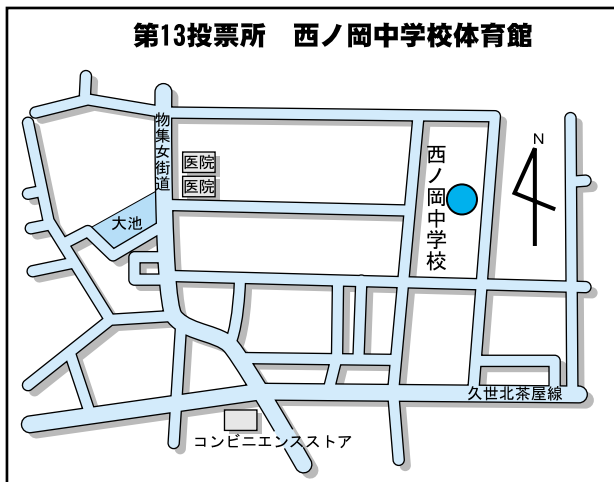 第13投票所　西ノ岡中学校体育館
N
物集女街道
医院
医院
西ノ岡中学校
大池
久世北茶屋線
コンビニエンスストア